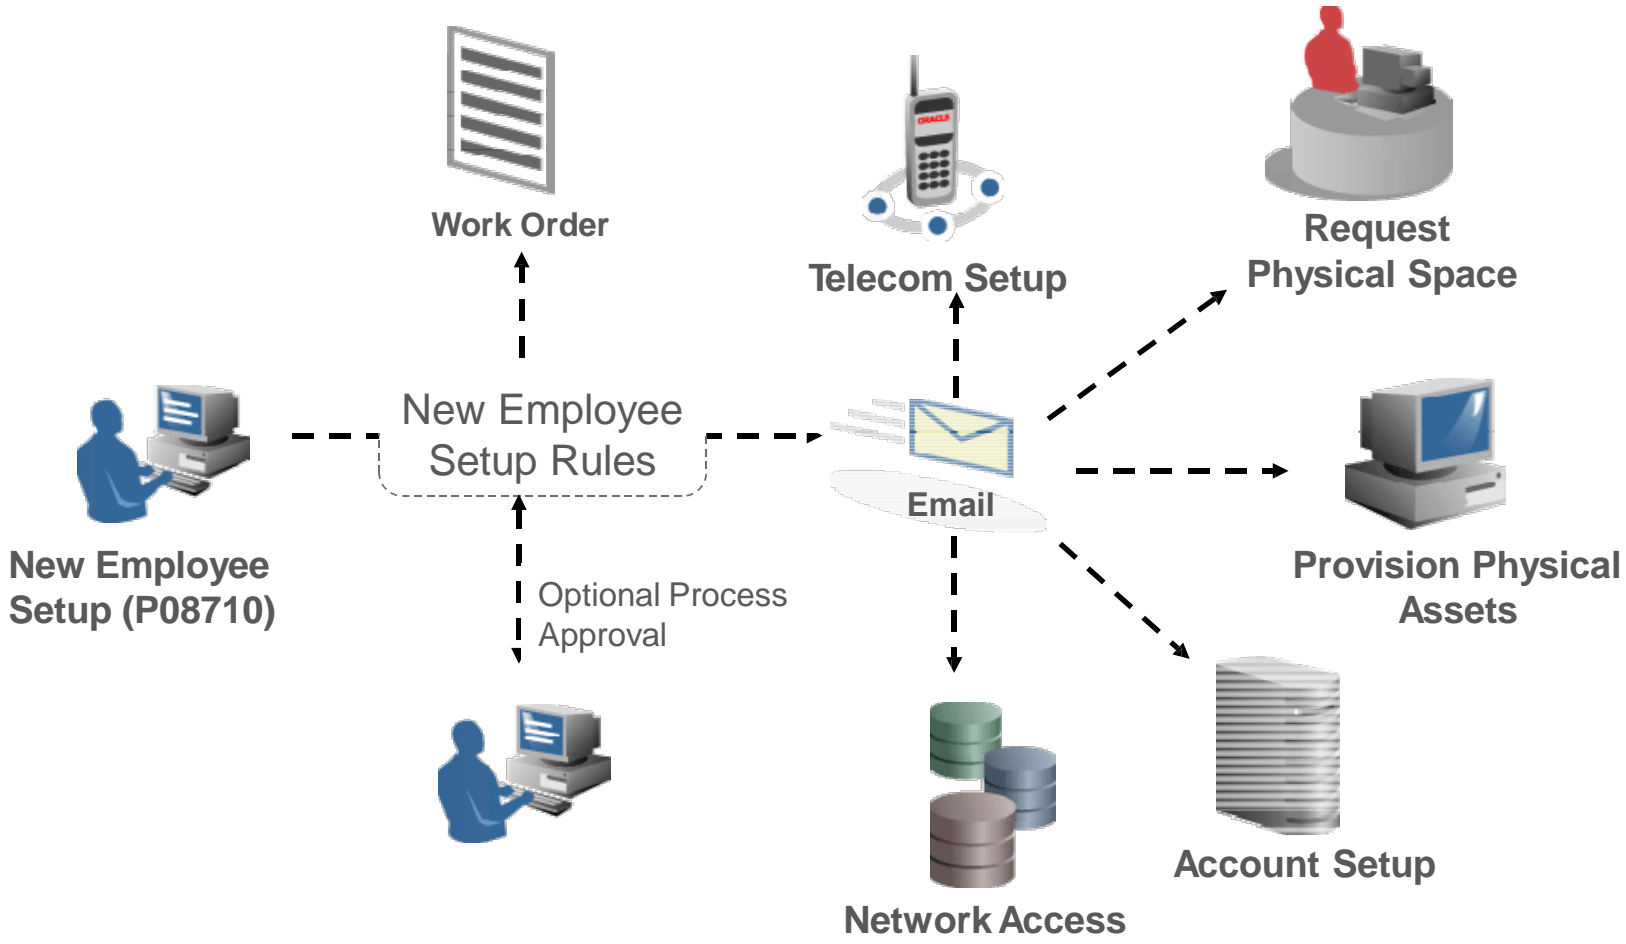 Work Order
ORACLE
Telecom Setup
Request
Physical Space
New Employee
Setup Rules
Email
New Employee
Setup (P08710)
Optional Process
Approval
Provision Physical
Assets
Account Setup
Network Access